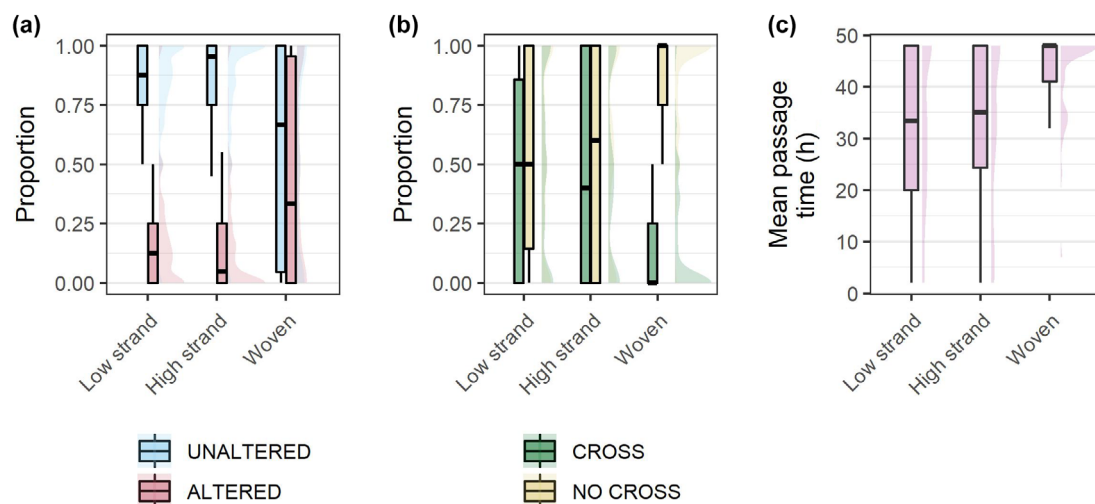 (a)
Proportion
1.00
0.75
0.50
0.25
0.00
Low strand
High strand
Woven
UNALTERED
ALTERED
(b)
Proportion
1.00
0.75
0.50
0.25
0.00
Low strand
High strand
Woven
CROSS
NO CROSS
(c)
Mean passage
time (h)
50
40
30
20
10
0
Low strand
High strand
Woven